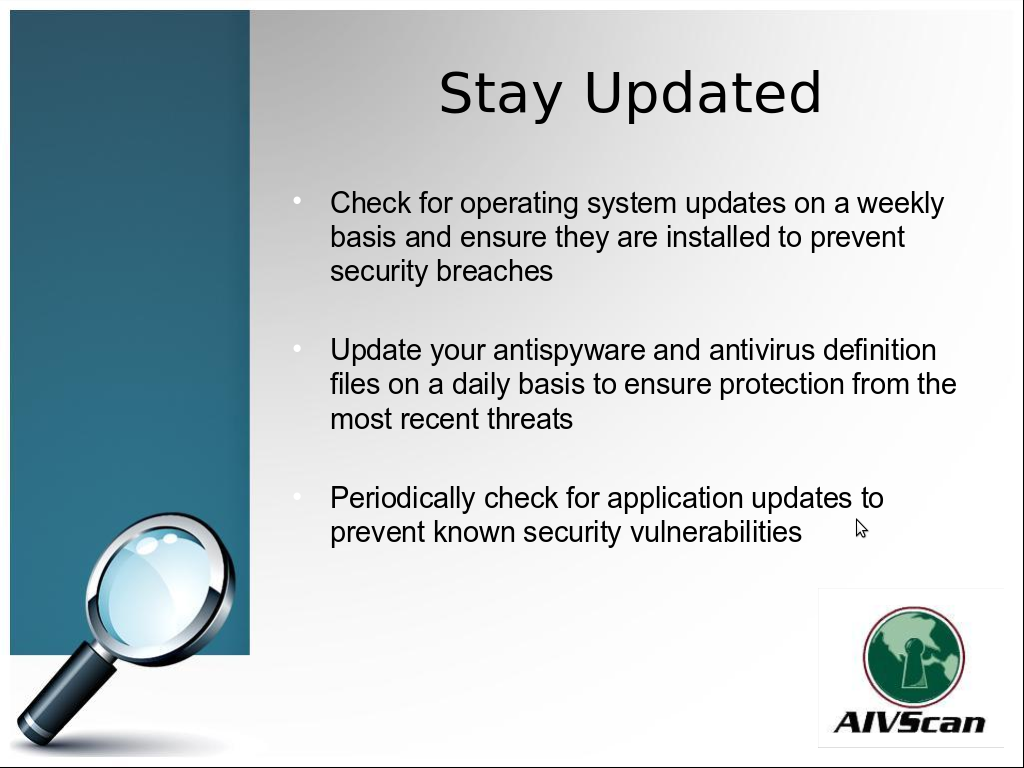 Stay Updated
• Check for operating system updates on a weekly
basis and ensure they are installed to prevent
security breaches
• Update your antispyware and antivirus definition
files on a daily basis to ensure protection from the
most recent threats
• Periodically check for application updates to
prevent known security vulnerabilities
AIVScan